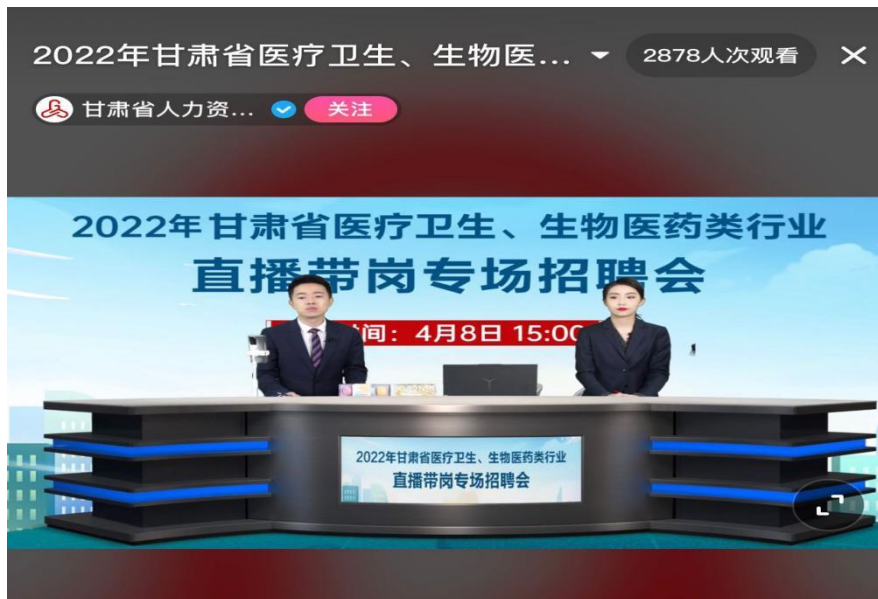 2022年甘肃省医疗卫生、生物医...
2878人次观看
甘肃省人力资...
关注
2022年甘肃省医疗卫生、生物医药类行业
直播带岗专场招聘会
间：4月8日 15:00
2022年甘肃省医疗卫生、生物医药类行业
直播带岗专场招聘会